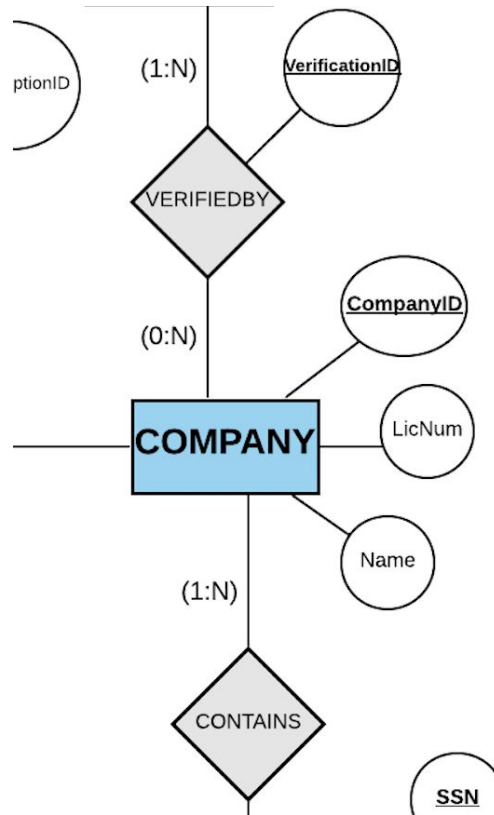 (1:N)
VerificationID
ptionID
VERIFIEDBY
CompanyID
(0:N)
LicNum
COMPANY
Name
(1:N)
CONTAINS
SSN